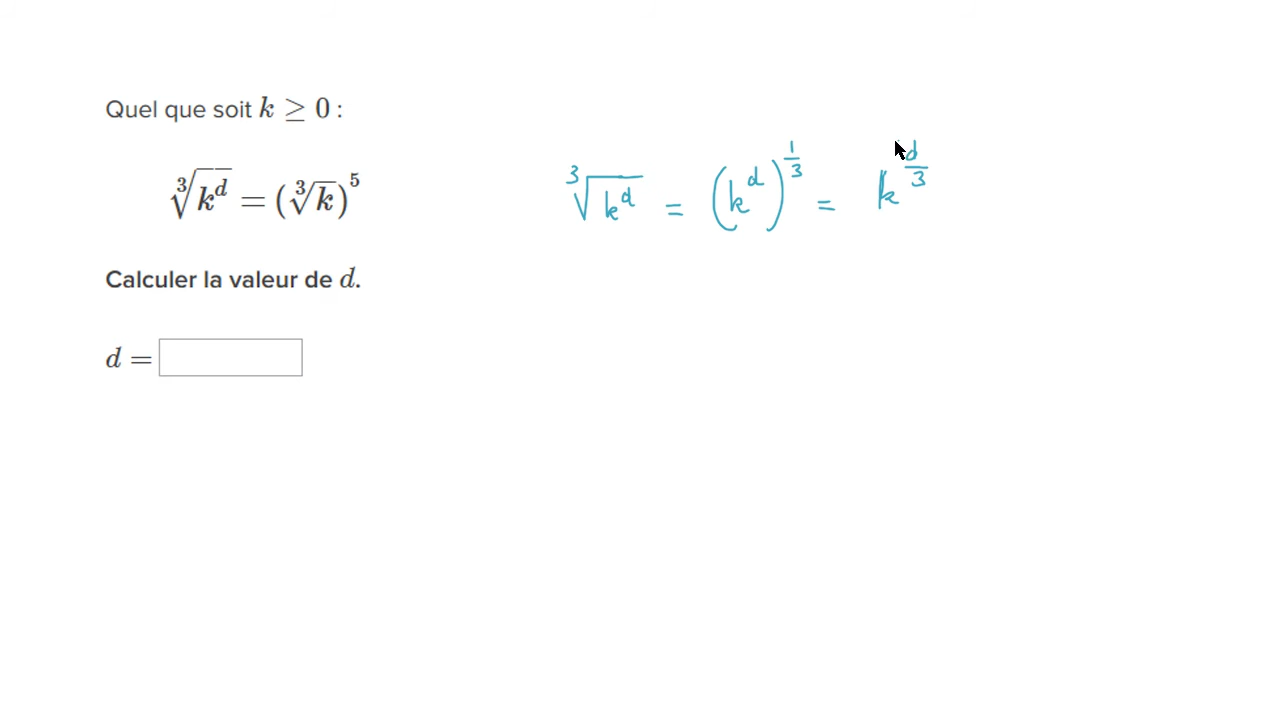 Quel que soit k ≥ 0 :
∛(k^d) = (∛k)^5
∛(k^d) = (k^d)^(1/3) = k^(d/3)
Calculer la valeur de d.
d =